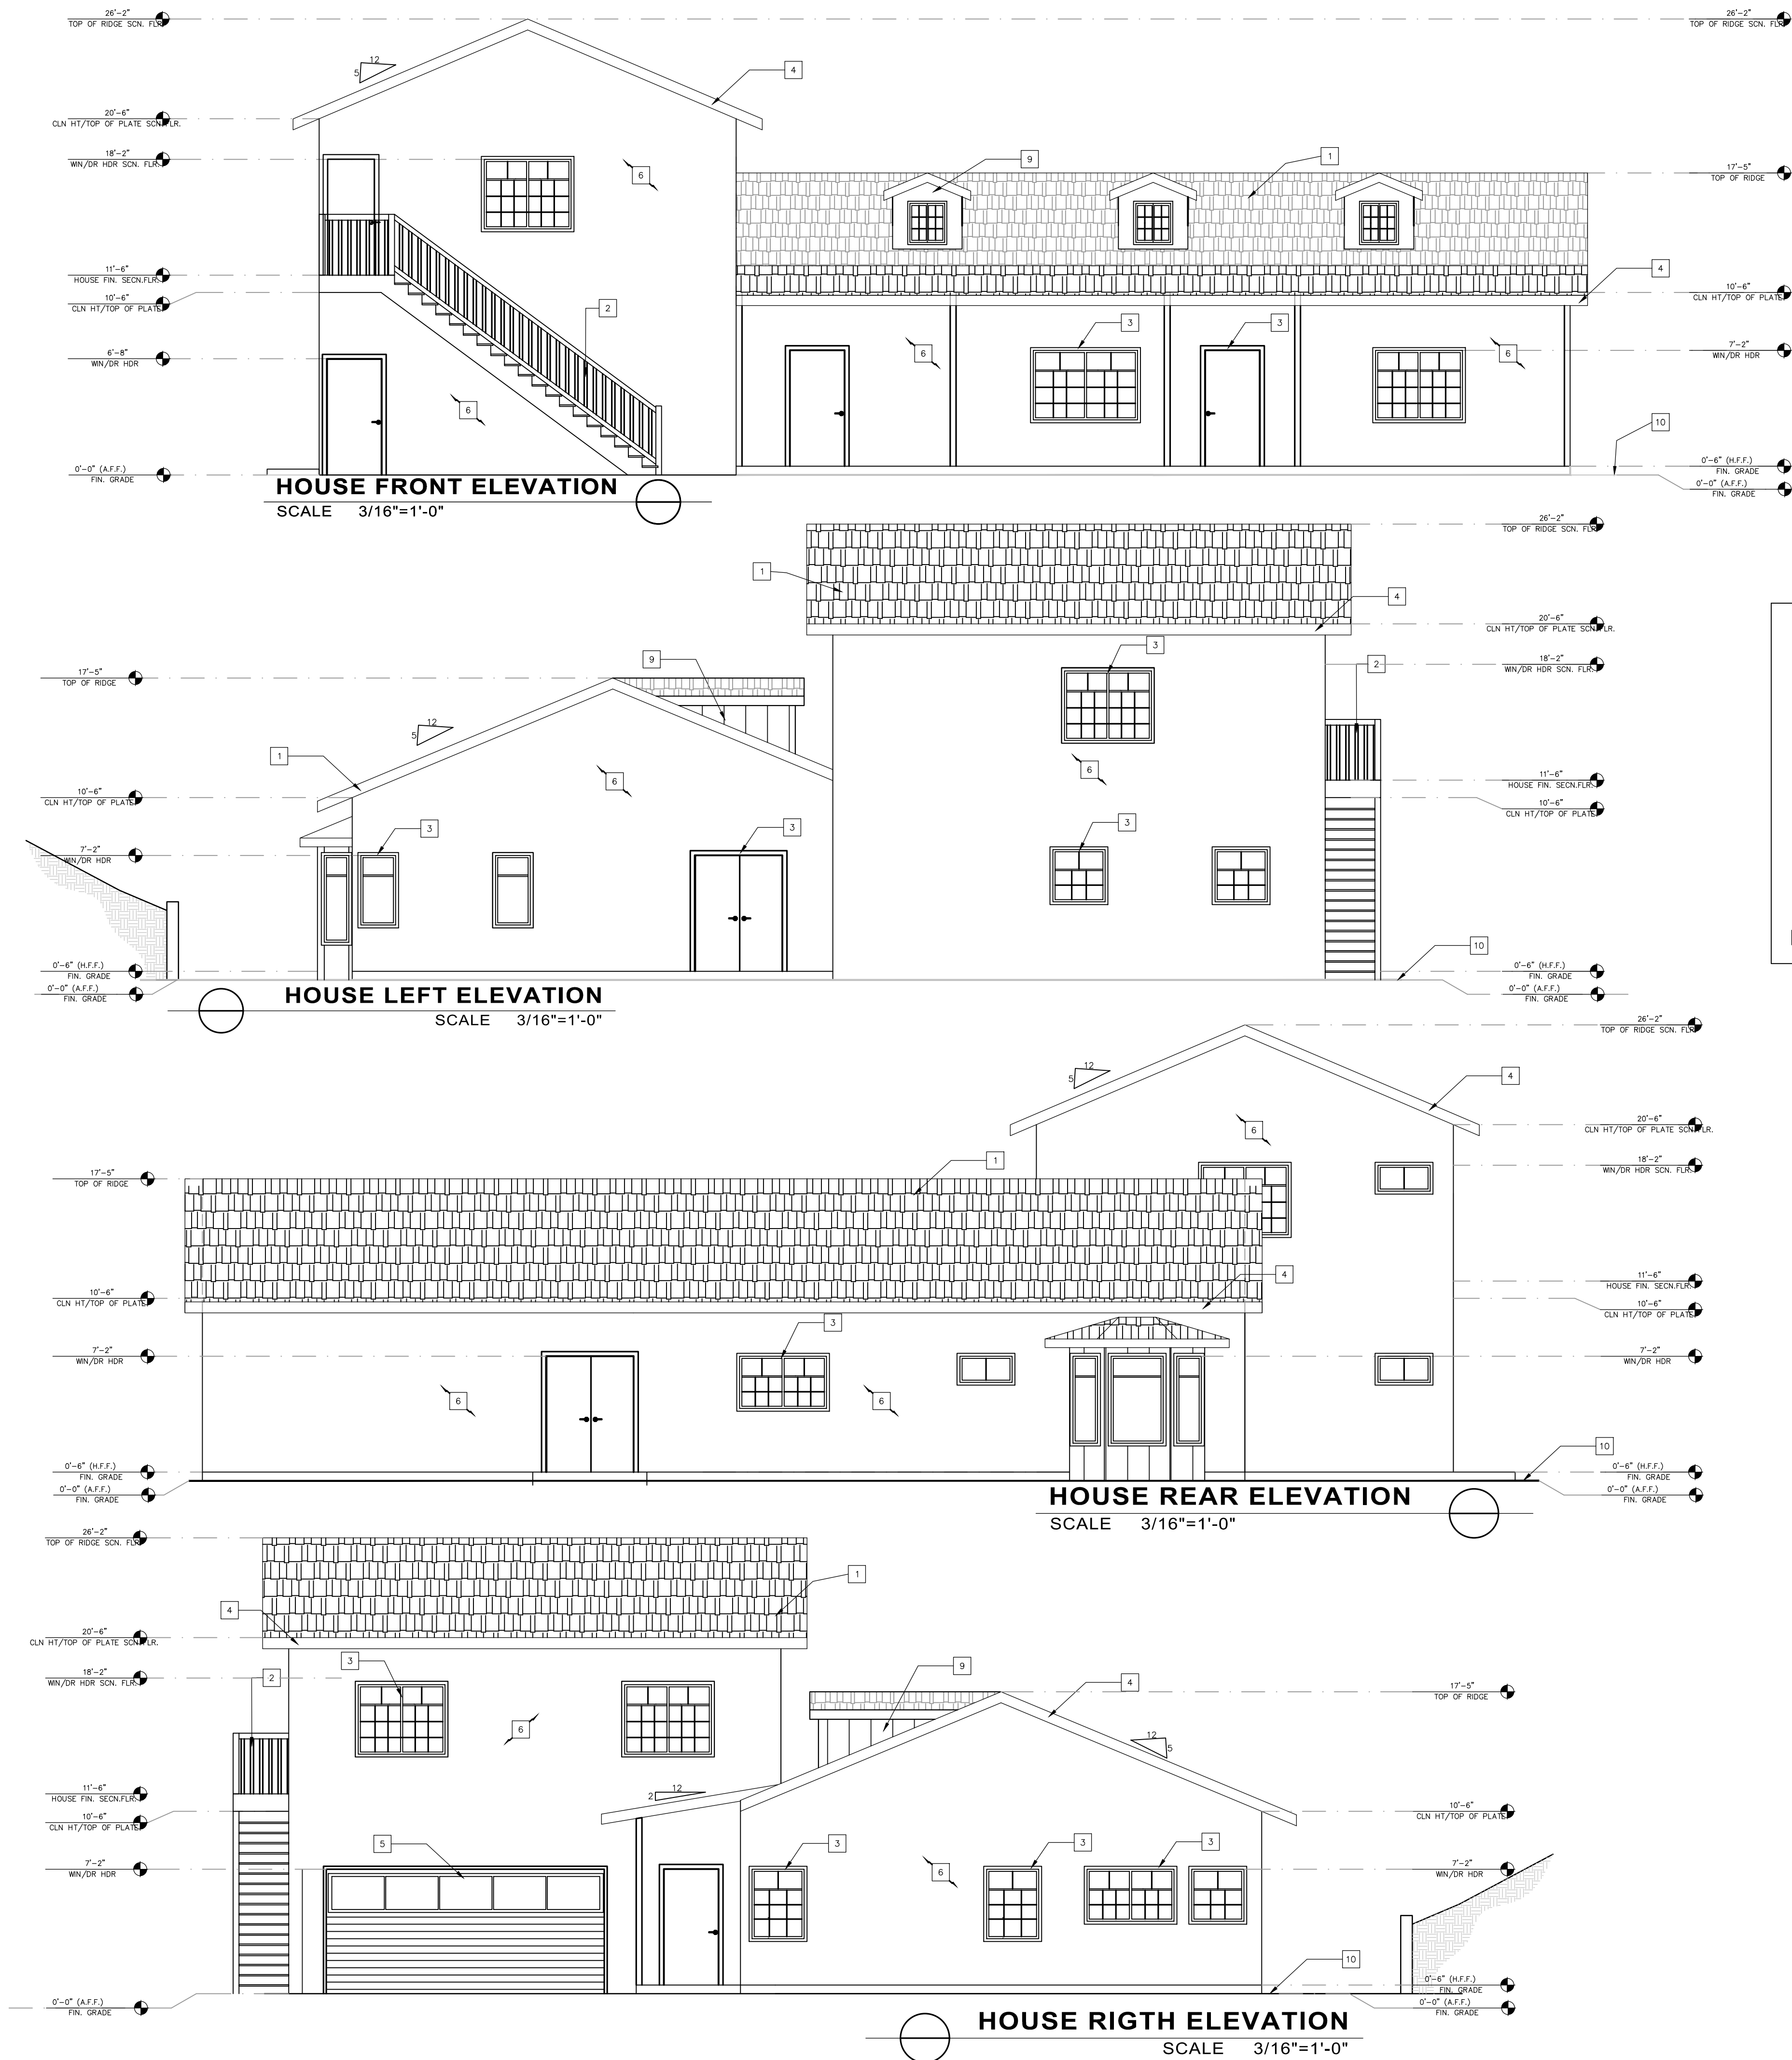 26'-2"
TOP OF RIDGE SCN. FLR
26'-2"
TOP OF RIDGE SCN. FLR
12
5
4
20'-6"
CLN HT/TOP OF PLATE SCN. FLR.
18'-2"
WIN/DR HDR SCN. FLR.
6
9
1
17'-5"
TOP OF RIDGE
11'-6"
HOUSE FIN. SECN.FLR.
4
10'-6"
CLN HT/TOP OF PLATE
10'-6"
CLN HT/TOP OF PLATE
2
3
3
6'-8"
WIN/DR HDR
6
6
7'-2"
WIN/DR HDR
6
10
0'-0" (A.F.F.)
FIN. GRADE
0'-6" (H.F.F.)
FIN. GRADE
0'-0" (A.F.F.)
FIN. GRADE
HOUSE FRONT ELEVATION
SCALE 3/16"=1'-0"
26'-2"
TOP OF RIDGE SCN. FLR
1
4
20'-6"
CLN HT/TOP OF PLATE SCN. FLR.
9
3
2
18'-2"
WIN/DR HDR SCN. FLR.
17'-5"
TOP OF RIDGE
12
5
1
6
6
11'-6"
HOUSE FIN. SECN.FLR.
10'-6"
CLN HT/TOP OF PLATE
10'-6"
CLN HT/TOP OF PLATE
3
3
3
7'-2"
WIN/DR HDR
10
0'-6" (H.F.F.)
FIN. GRADE
0'-0" (A.F.F.)
FIN. GRADE
0'-6" (H.F.F.)
FIN. GRADE
0'-0" (A.F.F.)
FIN. GRADE
HOUSE LEFT ELEVATION
SCALE 3/16"=1'-0"
26'-2"
TOP OF RIDGE SCN. FLR
12
5
4
6
20'-6"
CLN HT/TOP OF PLATE SCN. FLR.
1
18'-2"
WIN/DR HDR SCN. FLR.
17'-5"
TOP OF RIDGE
4
11'-6"
HOUSE FIN. SECN.FLR.
10'-6"
CLN HT/TOP OF PLATE
10'-6"
CLN HT/TOP OF PLATE
3
7'-2"
WIN/DR HDR
7'-2"
WIN/DR HDR
6
6
10
0'-6" (H.F.F.)
FIN. GRADE
0'-0" (A.F.F.)
FIN. GRADE
0'-6" (H.F.F.)
FIN. GRADE
0'-0" (A.F.F.)
FIN. GRADE
HOUSE REAR ELEVATION
SCALE 3/16"=1'-0"
26'-2"
TOP OF RIDGE SCN. FLR
1
4
20'-6"
CLN HT/TOP OF PLATE SCN. FLR.
3
2
9
4
18'-2"
WIN/DR HDR SCN. FLR.
17'-5"
TOP OF RIDGE
6
12
5
12
2
11'-6"
HOUSE FIN. SECN.FLR.
10'-6"
CLN HT/TOP OF PLATE
10'-6"
CLN HT/TOP OF PLATE
5
3
3
3
7'-2"
WIN/DR HDR
6
7'-2"
WIN/DR HDR
10
0'-6" (H.F.F.)
FIN. GRADE
0'-0" (A.F.F.)
FIN. GRADE
0'-0" (A.F.F.)
FIN. GRADE
HOUSE RIGTH ELEVATION
SCALE 3/16"=1'-0"